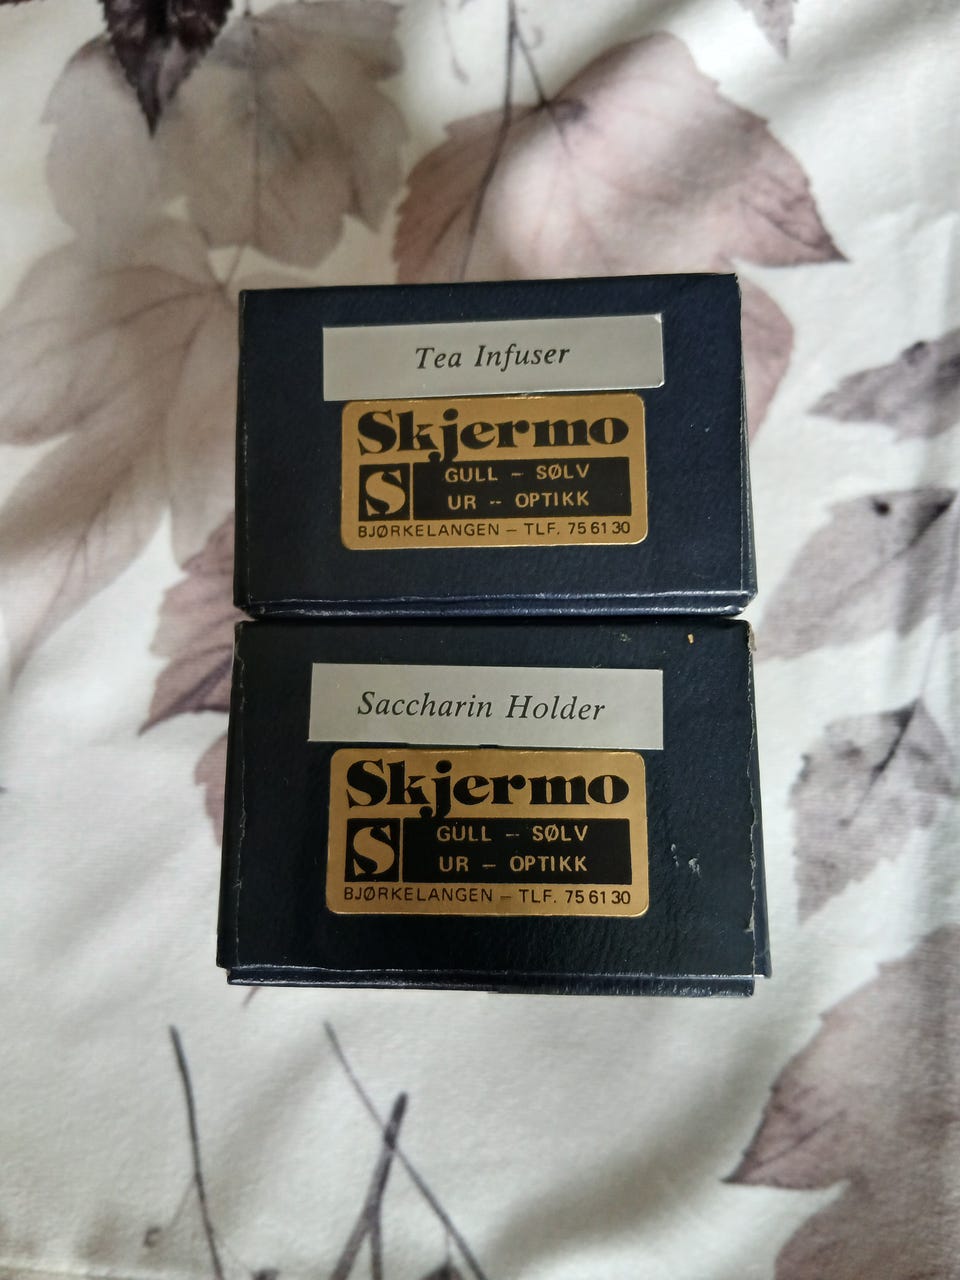 Tea Infuser
Skjermo
S
GULL – SØLV
UR -- OPTIKK
BJØRKELANGEN – TLF. 75 61 30
Saccharin Holder
Skjermo
S
GULL -- SØLV
UR – OPTIKK
BJØRKELANGEN – TLF. 75 61 30